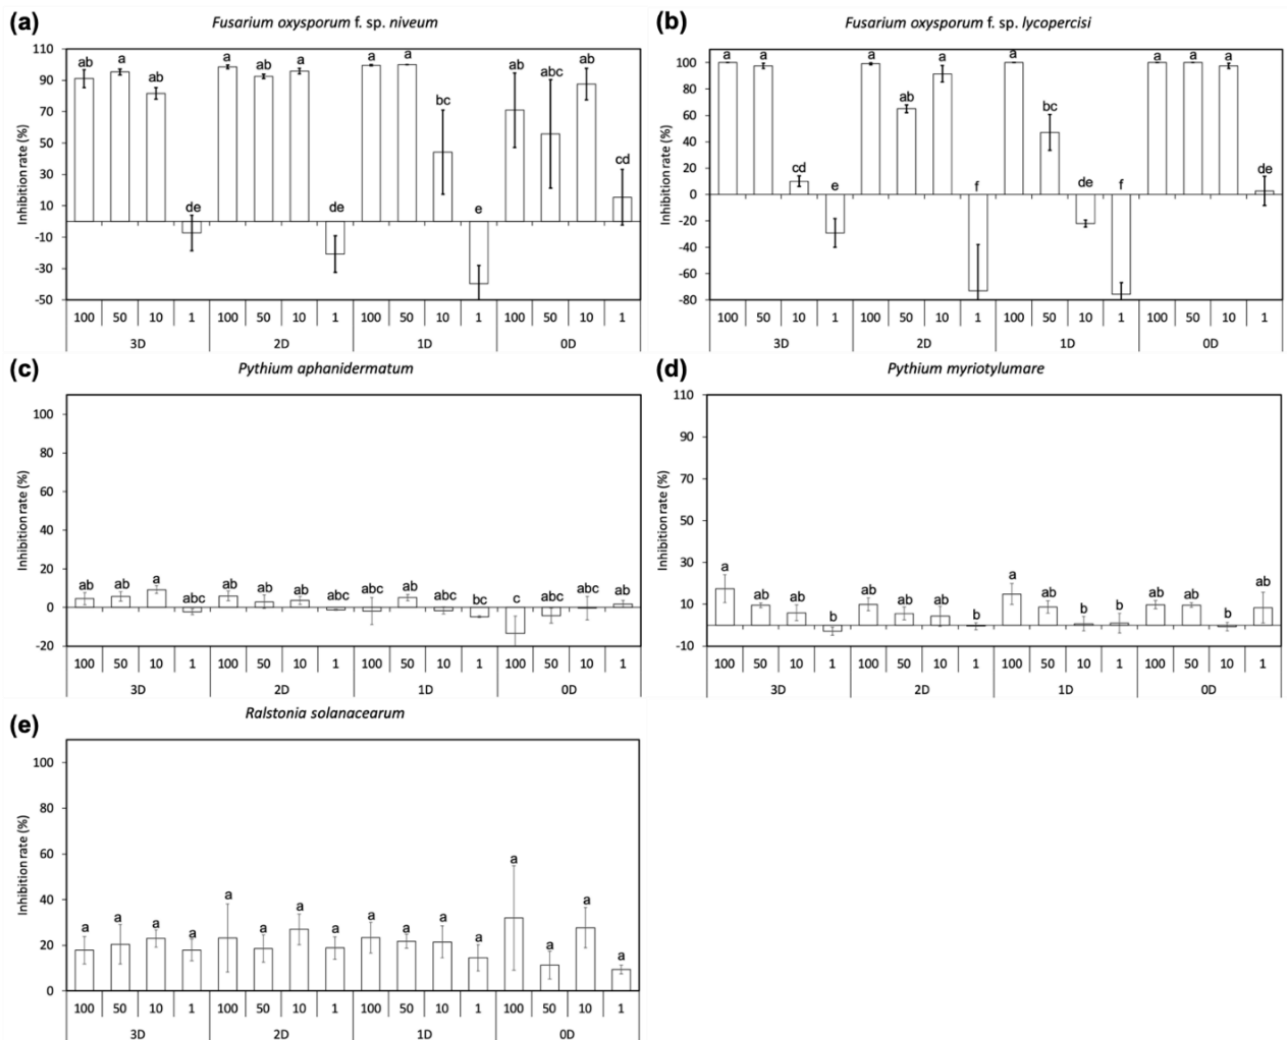 (a)
Fusarium oxysporum f. sp. niveum
Inhibition rate (%)
110
90
70
50
30
10
-10
-30
-50
ab a ab de a ab a de a a bc e ab abc ab cd
100 50 10 1 100 50 10 1 100 50 10 1 100 50 10 1
3D 2D 1D 0D
(b)
Fusarium oxysporum f. sp. lycopercisi
Inhibition rate (%)
100
80
60
40
20
0
-20
-40
-60
-80
a a cd e a ab a f a bc de f a a a de
100 50 10 1 100 50 10 1 100 50 10 1 100 50 10 1
3D 2D 1D 0D
(c)
Pythium aphanidermatum
Inhibition rate (%)
100
80
60
40
20
0
-20
ab ab a abc ab ab ab abc abc ab abc bc c abc abc ab
100 50 10 1 100 50 10 1 100 50 10 1 100 50 10 1
3D 2D 1D 0D
(d)
Pythium myriotylumare
Inhibition rate (%)
110
90
70
50
30
10
-10
a ab ab b ab ab ab b a ab b b ab ab b ab
100 50 10 1 100 50 10 1 100 50 10 1 100 50 10 1
3D 2D 1D 0D
(e)
Ralstonia solanacearum
Inhibition rate (%)
100
80
60
40
20
0
a a a a a a a a a a a a a a a a
100 50 10 1 100 50 10 1 100 50 10 1 100 50 10 1
3D 2D 1D 0D